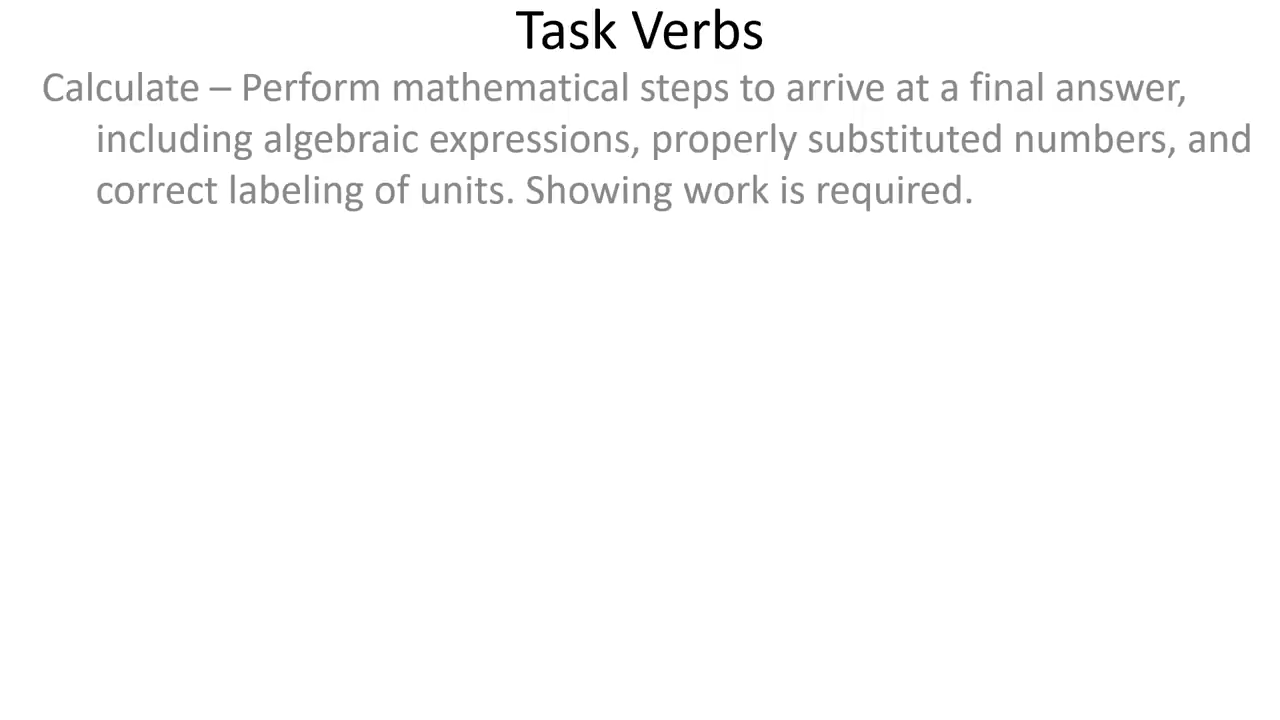 Task Verbs
Calculate – Perform mathematical steps to arrive at a final answer,
including algebraic expressions, properly substituted numbers, and
correct labeling of units. Showing work is required.